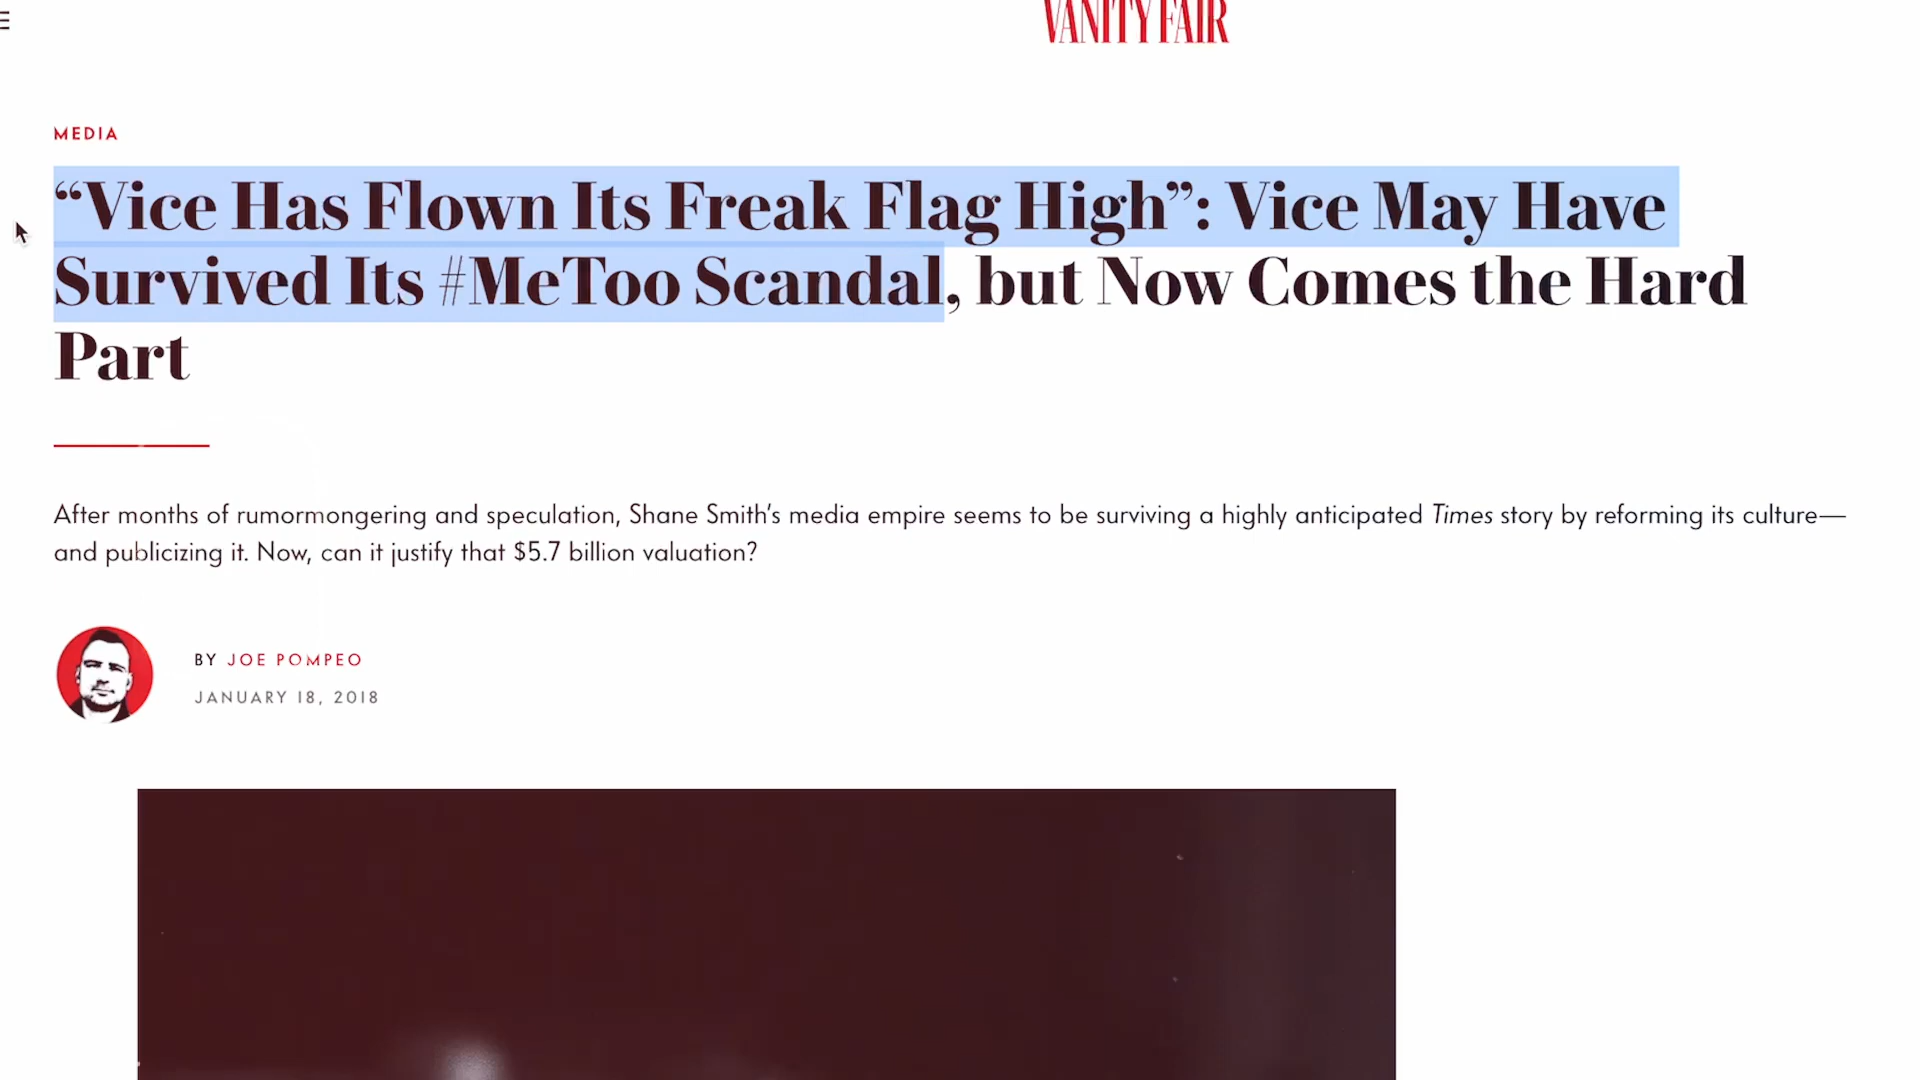 VANITY FAIR
MEDIA
“Vice Has Flown Its Freak Flag High”: Vice May Have
Survived Its #MeToo Scandal, but Now Comes the Hard
Part
After months of rumormongering and speculation, Shane Smith’s media empire seems to be surviving a highly anticipated Times story by reforming its culture—
and publicizing it. Now, can it justify that $5.7 billion valuation?
BY JOE POMPEO
JANUARY 18, 2018